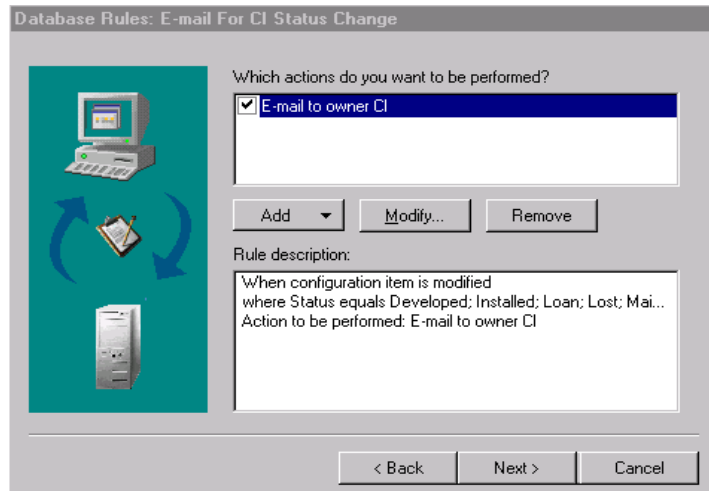 Database Rules: E-mail For CI Status Change
Which actions do you want to be performed?
E-mail to owner CI
Add
Modify...
Remove
Rule description:
When configuration item is modified
where Status equals Developed; Installed; Loan; Lost; Mai...
Action to be performed: E-mail to owner CI
< Back
Next >
Cancel